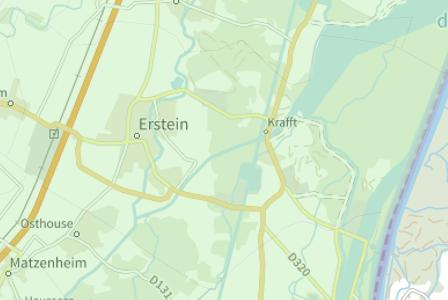 d
m
Krafft
Erstein
Osthouse
Matzenheim
D320
D131